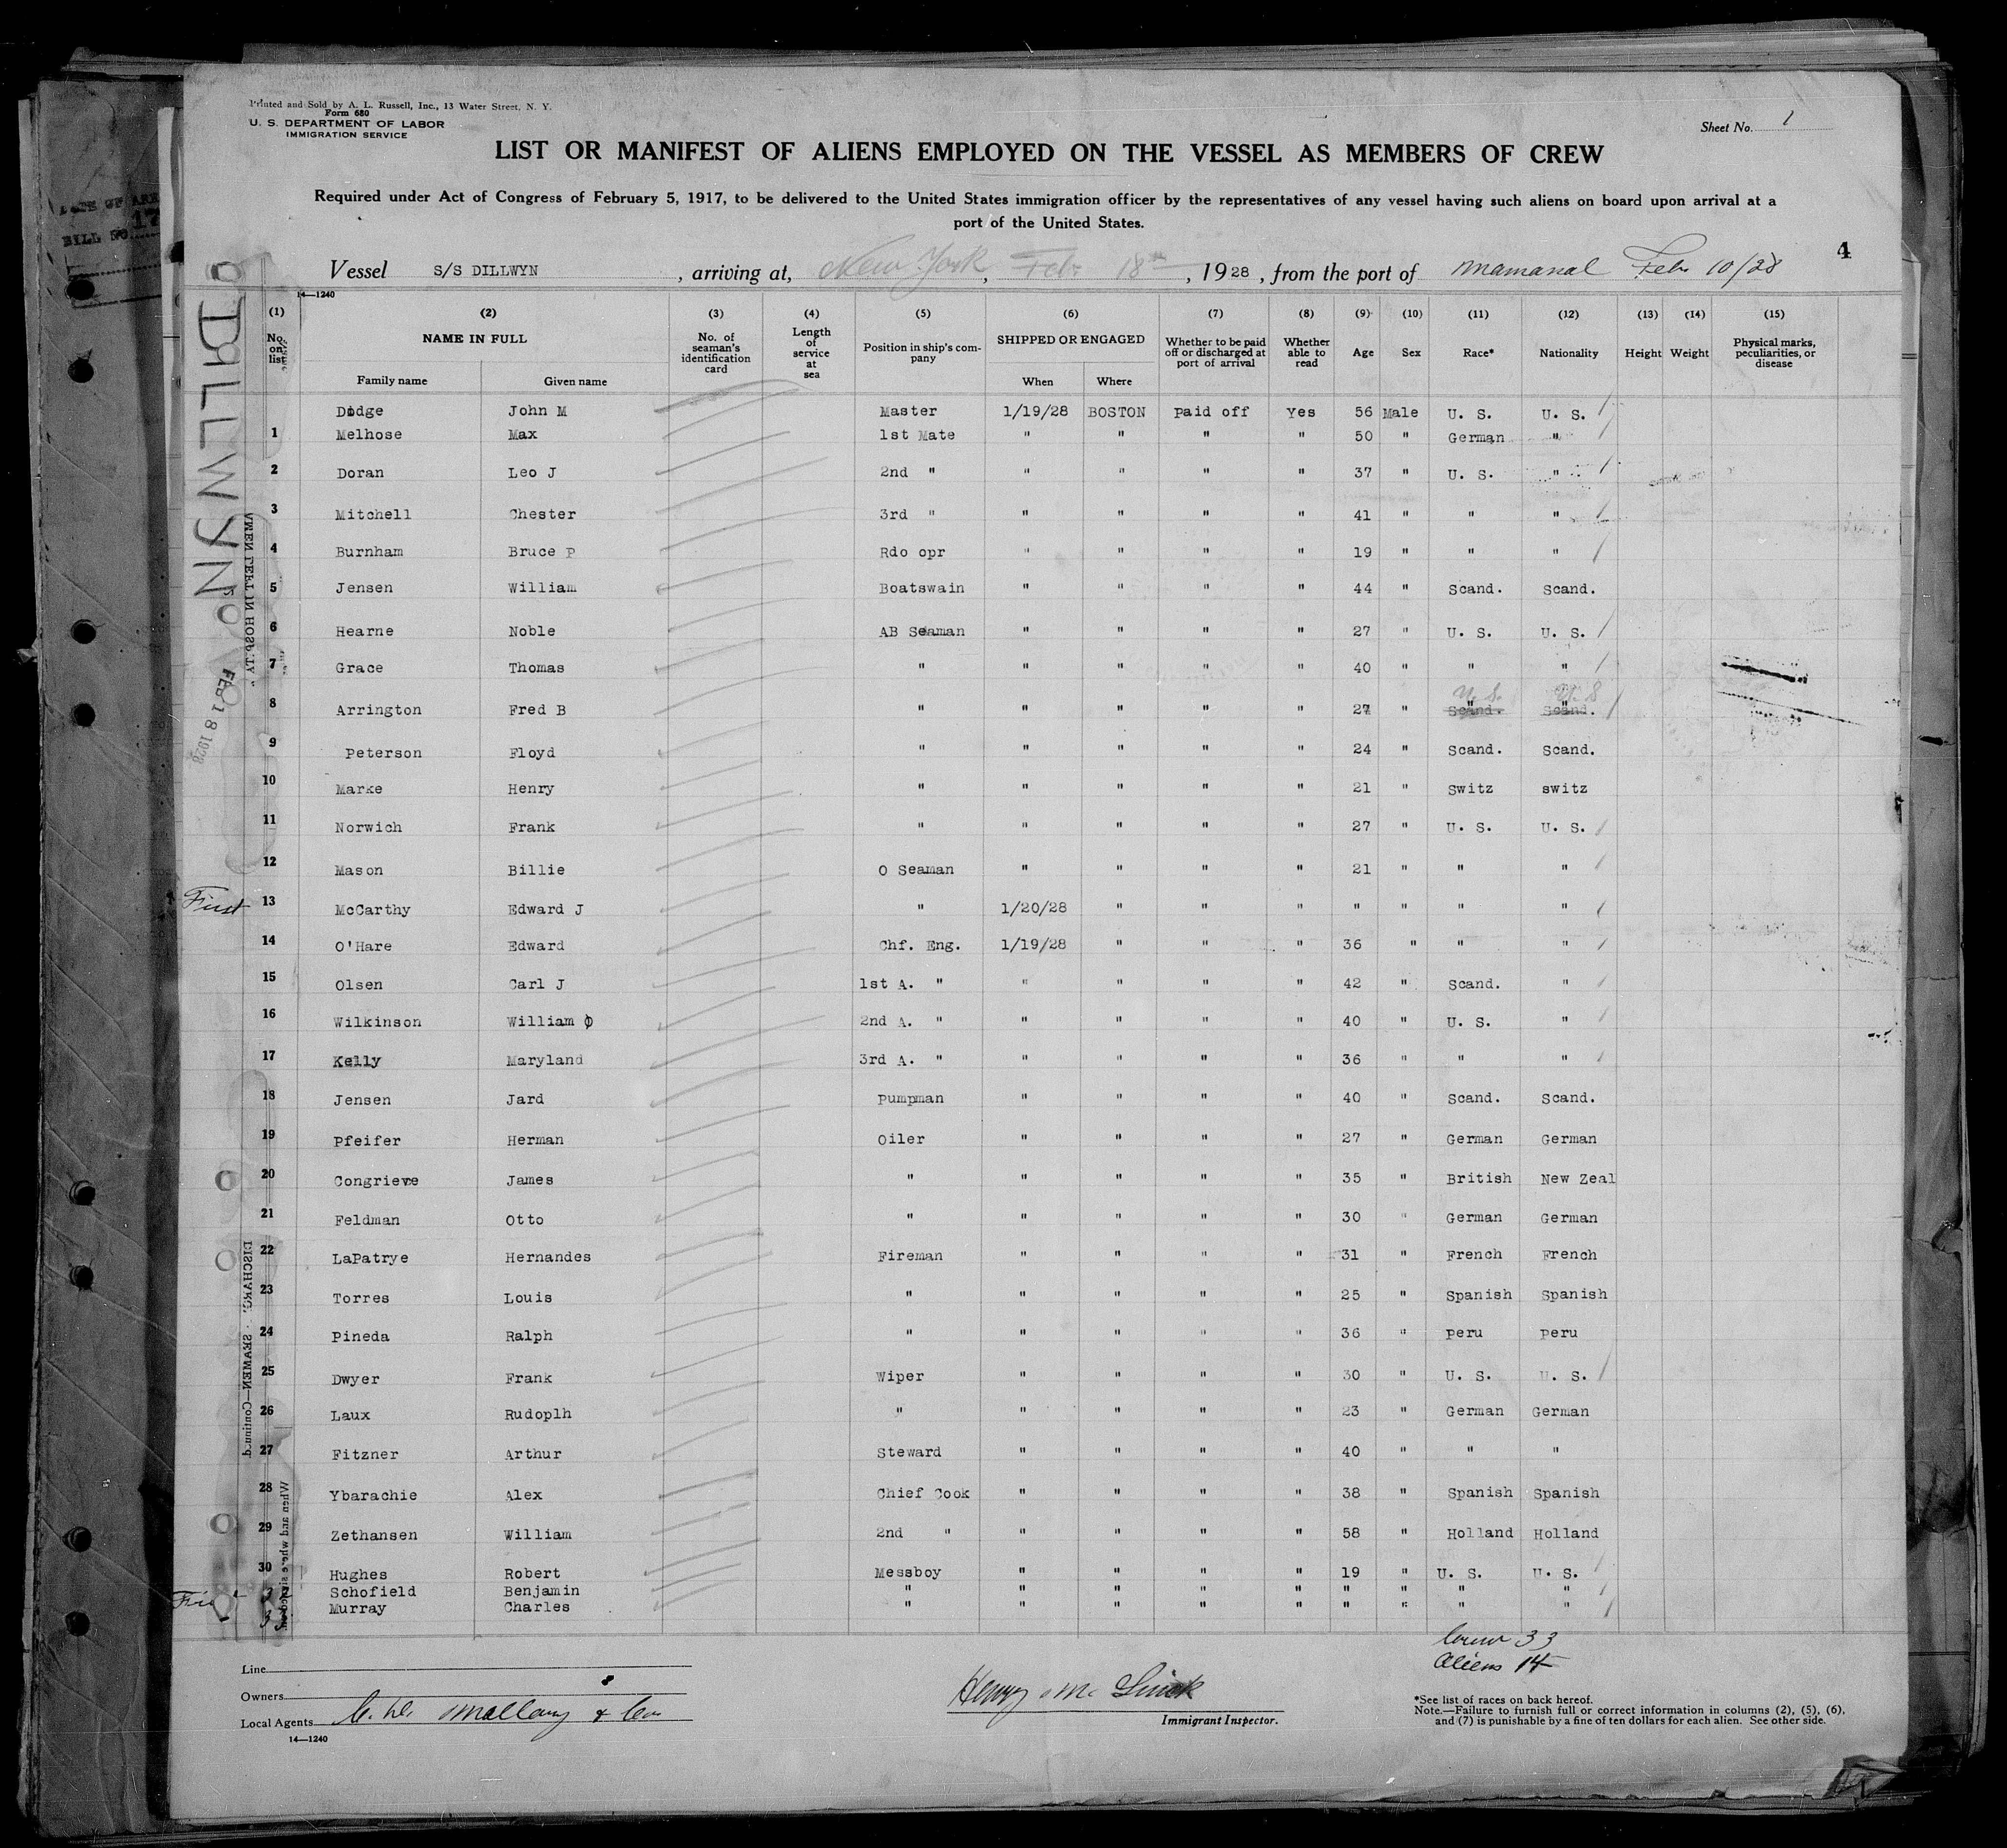 Printed and Sold by A. L. Russell, Inc., 13 Water Street, N. Y.
Form 680
U. S. DEPARTMENT OF LABOR
IMMIGRATION SERVICE
Sheet No. 1
LIST OR MANIFEST OF ALIENS EMPLOYED ON THE VESSEL AS MEMBERS OF CREW
Required under Act of Congress of February 5, 1917, to be delivered to the United States immigration officer by the representatives of any vessel having such aliens on board upon arrival at a
port of the United States.
4
Vessel S/S DILLWYN, arriving at, New York, Feb. 18th, 1928, from the port of Mamanal Feb. 10/28
14—1240
(1) (2) (3) (4) (5) (6) (7) (8) (9) (10) (11) (12) (13) (14) (15)
No. on list NAME IN FULL Family name Given name No. of seaman's identification card Length of service at sea Position in ship's company SHIPPED OR ENGAGED When Where Whether to be paid off or discharged at port of arrival Whether able to read Age Sex Race* Nationality Height Weight Physical marks, peculiarities, or disease
Dodge John M Master 1/19/28 BOSTON Paid off Yes 56 Male U. S. U. S.
1 Melhose Max 1st Mate " " " " 50 " German "
2 Doran Leo J 2nd " " " " " 37 " U. S. "
3 Mitchell Chester 3rd " " " " " 41 " " "
4 Burnham Bruce P Rdo opr " " " " 19 " " "
5 Jensen William Boatswain " " " " 44 " Scand. Scand.
6 Hearne Noble AB Seaman " " " " 27 " U. S. U. S.
7 Grace Thomas " " " " " 40 " " "
8 Arrington Fred B " " " " " 27 " U. S. Scand. U. S Scand.
9 Peterson Floyd " " " " " 24 " Scand. Scand.
10 Marke Henry " " " " " 21 " Switz switz
11 Norwich Frank " " " " " 27 " U. S. U. S.
12 Mason Billie O Seaman " " " " 21 " " "
First 13 McCarthy Edward J " 1/20/28 " " " " " " "
14 O'Hare Edward Chf. Eng. 1/19/28 " " " 36 " " "
15 Olsen Carl J 1st A. " " " " " 42 " Scand. "
16 Wilkinson William O 2nd A. " " " " " 40 " U. S. "
17 Kelly Maryland 3rd A. " " " " " 36 " " "
18 Jensen Jard Pumpman " " " " 40 " Scand. Scand.
19 Pfeifer Herman Oiler " " " " 27 " German German
20 Congrieve James " " " " " 35 " British New Zeal
21 Feldman Otto " " " " " 30 " German German
22 LaPatrye Hernandes Fireman " " " " 31 " French French
23 Torres Louis " " " " " 25 " Spanish Spanish
24 Pineda Ralph " " " " " 36 " Peru Peru
25 Dwyer Frank Wiper " " " " 30 " U. S. U. S.
26 Laux Rudoplh " " " " " 23 " German German
27 Fitzner Arthur Steward " " " " 40 " " "
28 Ybarachie Alex Chief Cook " " " " 38 " Spanish Spanish
29 Zethansen William 2nd " " " " " 58 " Holland Holland
30 Hughes Robert Messboy " " " " 19 " U. S. U. S.
Schofield Benjamin " " " " " " " " "
Murray Charles " " " " " " " " "
DILLWYN
FEB 18 1928
Crew 33
Aliens 14
Line
Owners
Local Agents C. D. Mallory & Co
14—1240
Immigrant Inspector.
*See list of races on back hereof.
Note.—Failure to furnish full or correct information in columns (2), (5), (6),
and (7) is punishable by a fine of ten dollars for each alien. See other side.